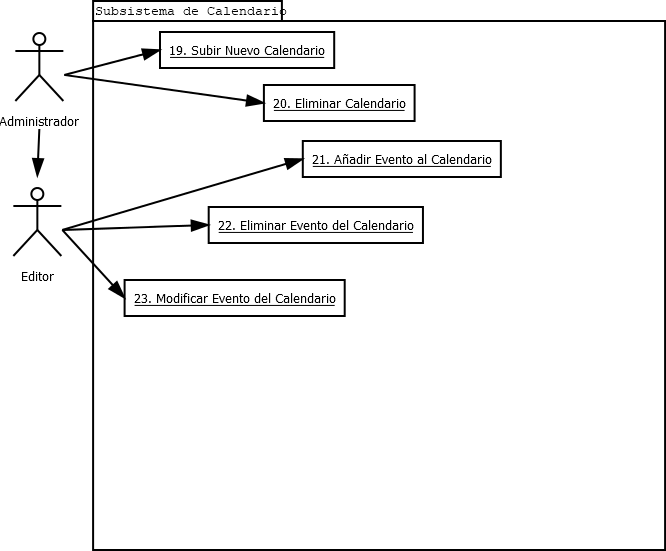 Subsistema de Calendario
19. Subir Nuevo Calendario
20. Eliminar Calendario
Administrador
21. Añadir Evento al Calendario
22. Eliminar Evento del Calendario
Editor
23. Modificar Evento del Calendario